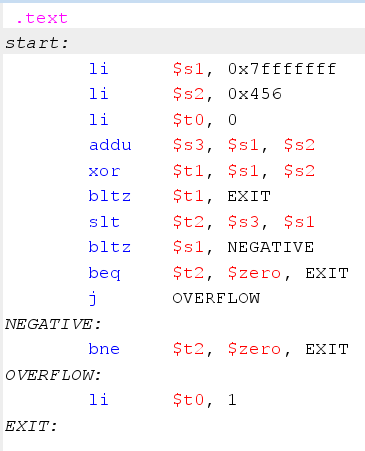 .text
start:
li $s1, 0x7fffffff
li $s2, 0x456
li $t0, 0
addu $s3, $s1, $s2
xor $t1, $s1, $s2
bltz $t1, EXIT
slt $t2, $s3, $s1
bltz $s1, NEGATIVE
beq $t2, $zero, EXIT
j OVERFLOW
NEGATIVE:
bne $t2, $zero, EXIT
OVERFLOW:
li $t0, 1
EXIT: